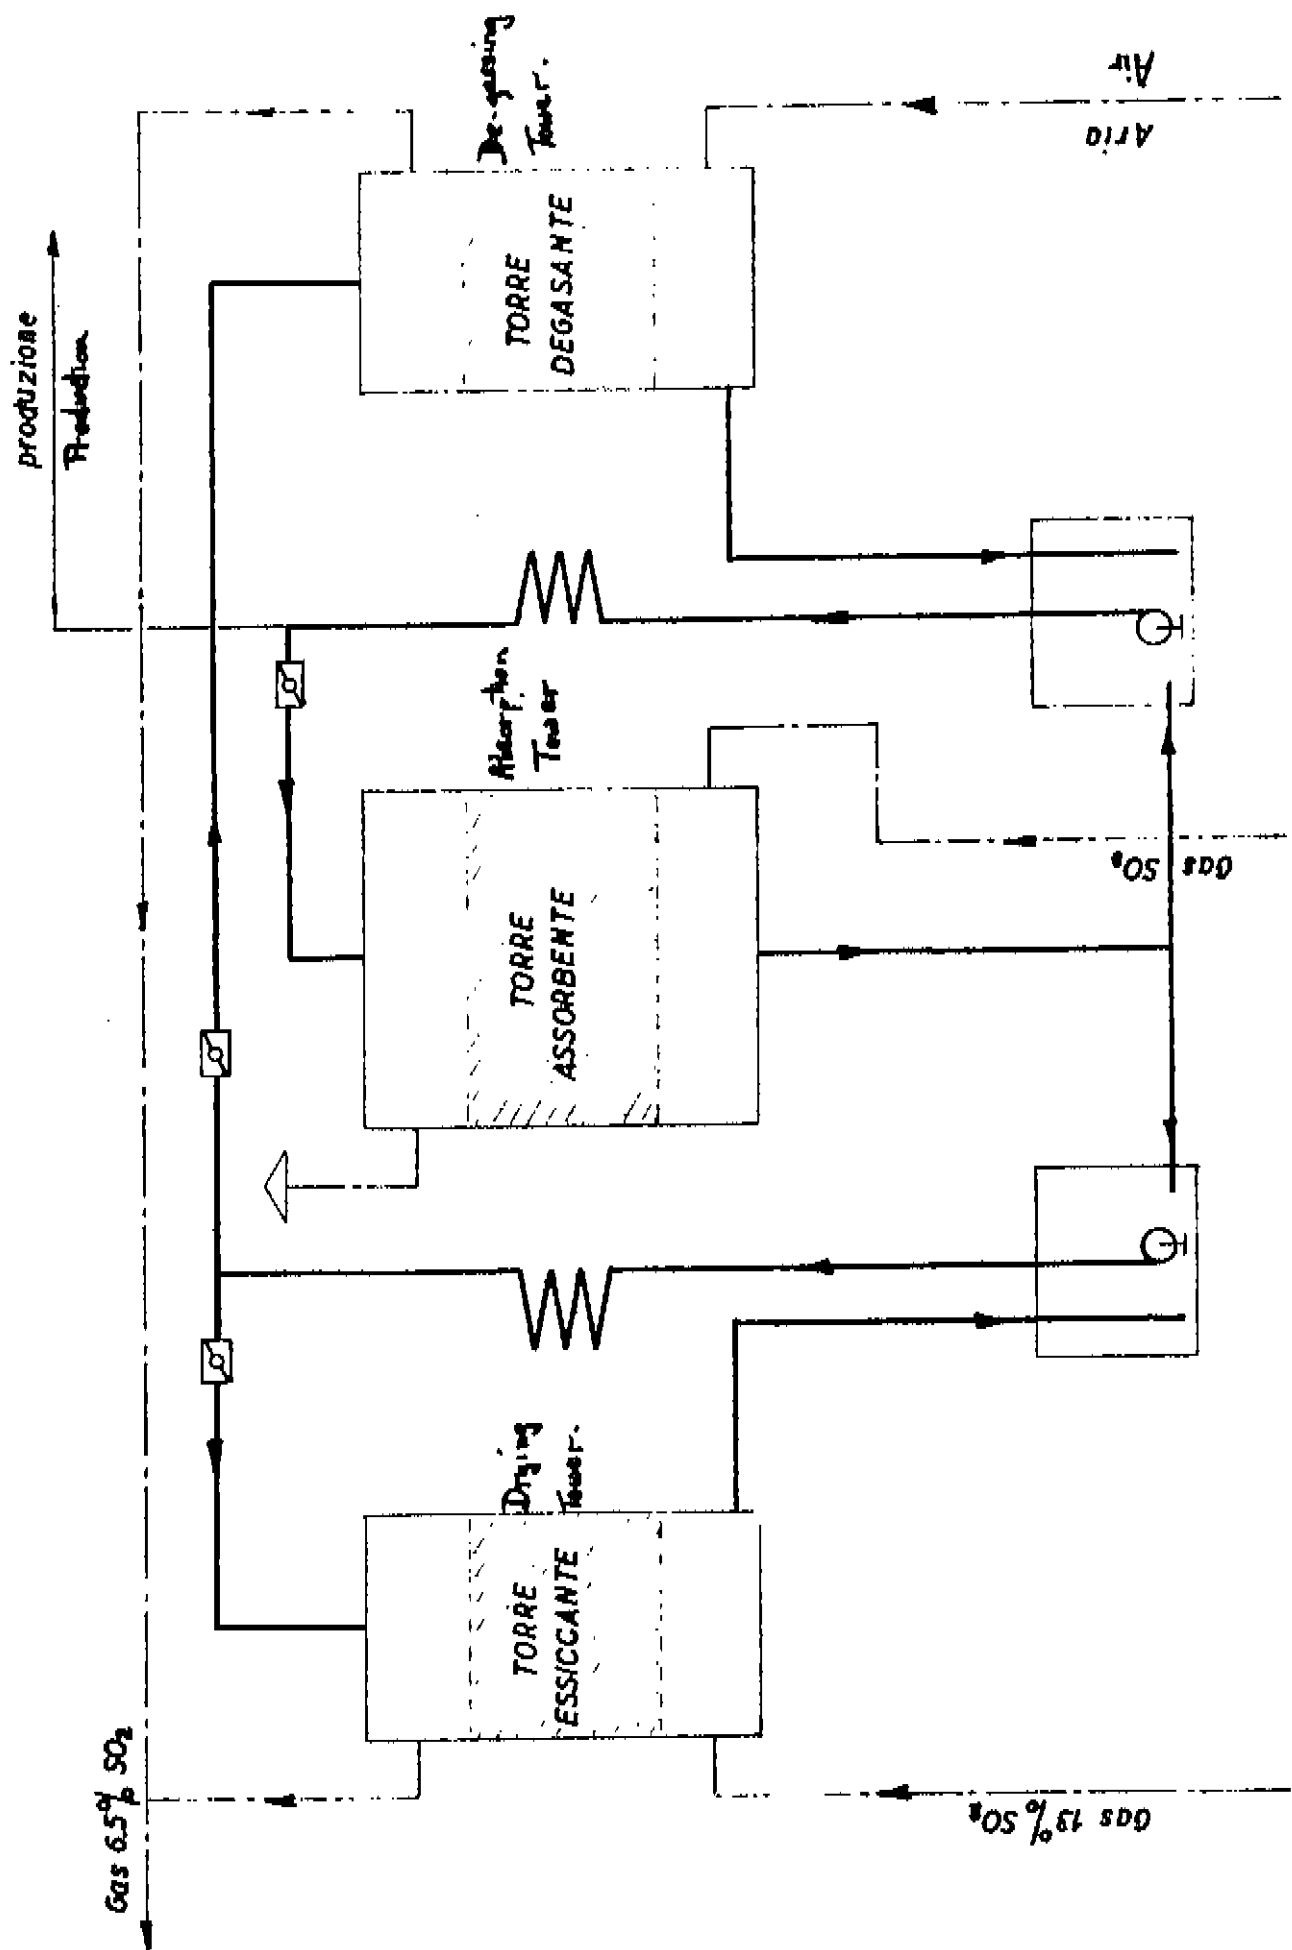 produzione
Production
De-gassing
Tower.
TORRE
DEGASANTE
Air
Aria
Absorption
Tower
TORRE
ASSORBENTE
Gas
SO₃
Drying
Tower.
TORRE
ESSICCANTE
Gas 6.5% SO₂
Gas 13% SO₂